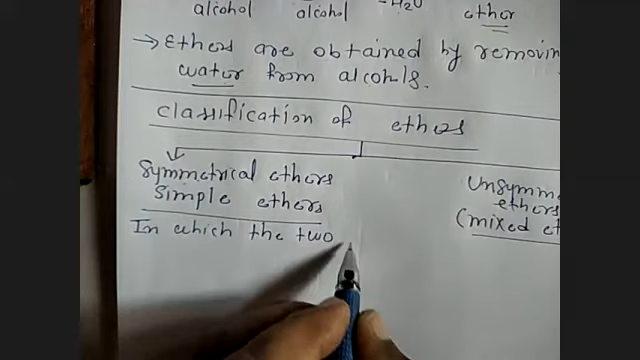 alcohol alcohol -H2O ether
→ Ethers are obtained by removin
water from alcohols.
classification of ethers
Symmetrical ethers
Simple ethers
In which the two
Unsymm
ethers
(mixed et